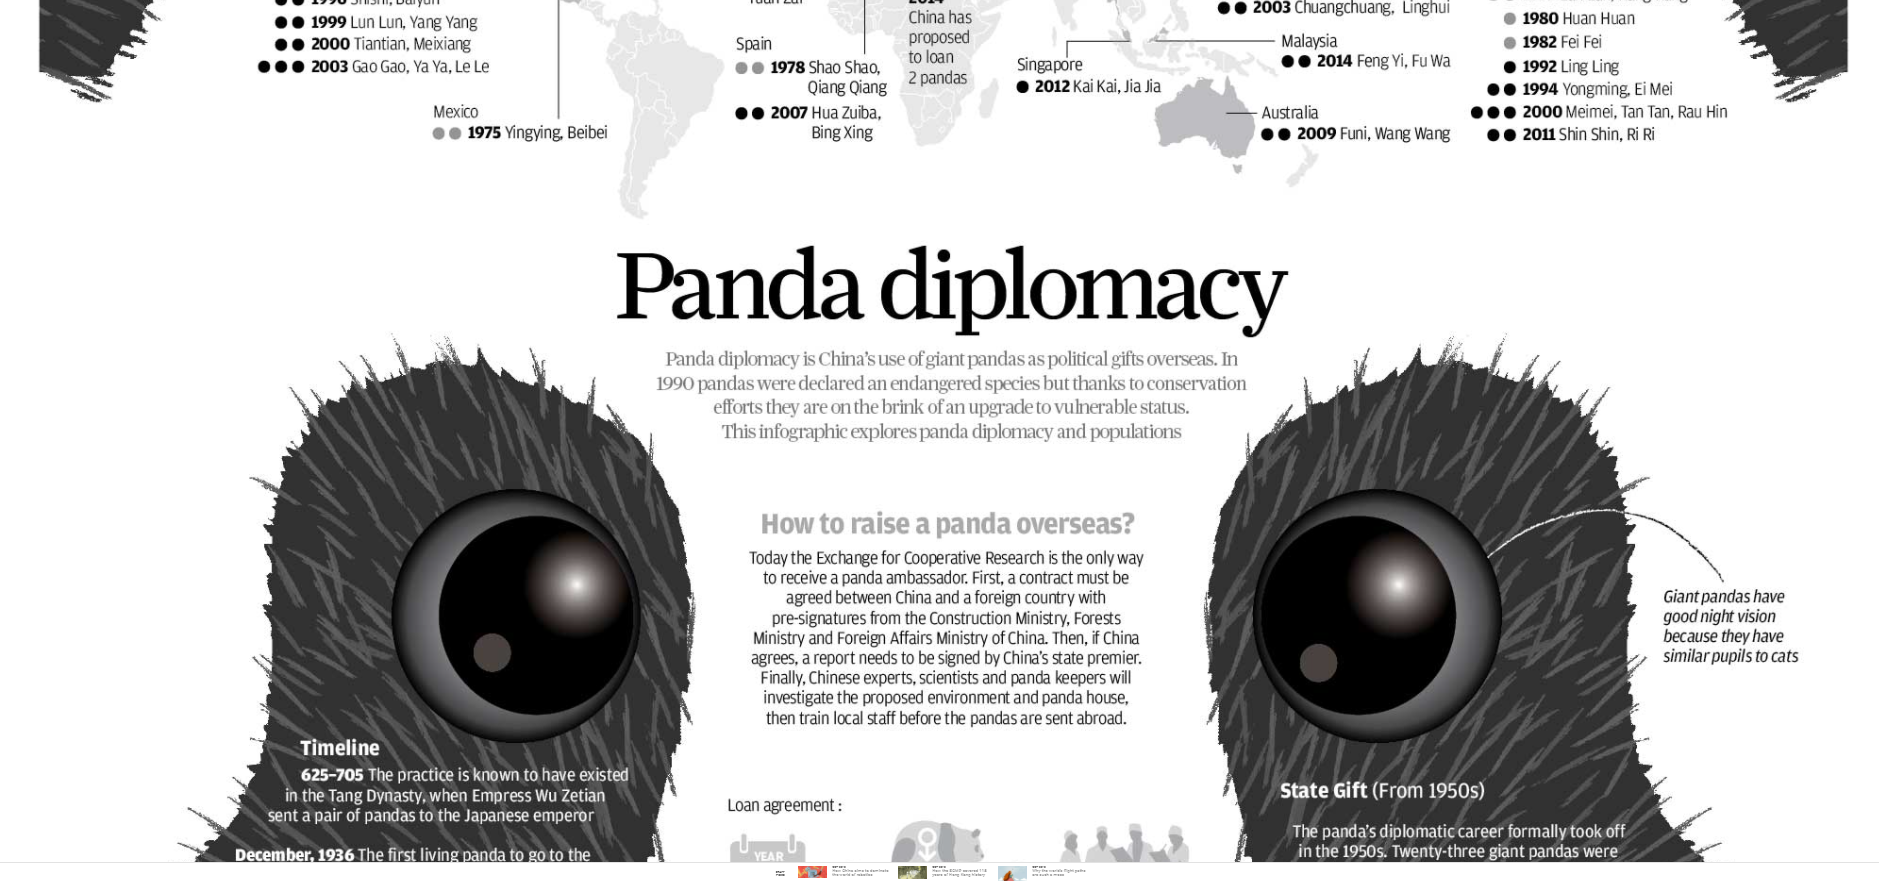 1999 Lun Lun, Yang Yang
2000 Tiantian, Meixiang
2003 Gao Gao, Ya Ya, Le Le
Mexico
1975 Yingying, Beibei
Spain
1978 Shao Shao,
Qiang Qiang
2007 Hua Zuiba,
Bing Xing
2014
China has
proposed
to loan
2 pandas
2003 Chuangchuang, Linghui
Singapore
2012 Kai Kai, Jia Jia
Malaysia
2014 Feng Yi, Fu Wa
Australia
2009 Funi, Wang Wang
1980 Huan Huan
1982 Fei Fei
1992 Ling Ling
1994 Yongming, Ei Mei
2000 Meimei, Tan Tan, Rau Hin
2011 Shin Shin, Ri Ri
Panda diplomacy
Panda diplomacy is China's use of giant pandas as political gifts overseas. In
1990 pandas were declared an endangered species but thanks to conservation
efforts they are on the brink of an upgrade to vulnerable status.
This infographic explores panda diplomacy and populations
How to raise a panda overseas?
Today the Exchange for Cooperative Research is the only way
to receive a panda ambassador. First, a contract must be
agreed between China and a foreign country with
pre-signatures from the Construction Ministry, Forests
Ministry and Foreign Affairs Ministry of China. Then, if China
agrees, a report needs to be signed by China's state premier.
Finally, Chinese experts, scientists and panda keepers will
investigate the proposed environment and panda house,
then train local staff before the pandas are sent abroad.
Giant pandas have
good night vision
because they have
similar pupils to cats
Timeline
625–705 The practice is known to have existed
in the Tang Dynasty, when Empress Wu Zetian
sent a pair of pandas to the Japanese emperor
December, 1936 The first living panda to go to the
Loan agreement :
YEAR
State Gift (From 1950s)
The panda's diplomatic career formally took off
in the 1950s. Twenty-three giant pandas were